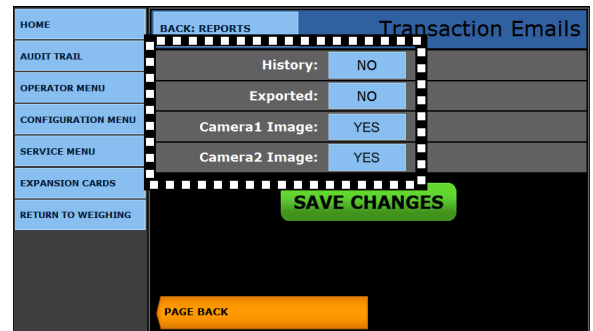 HOME
AUDIT TRAIL
OPERATOR MENU
CONFIGURATION MENU
SERVICE MENU
EXPANSION CARDS
RETURN TO WEIGHING
BACK: REPORTS
Transaction Emails
History: NO
Exported: NO
Camera1 Image: YES
Camera2 Image: YES
SAVE CHANGES
PAGE BACK